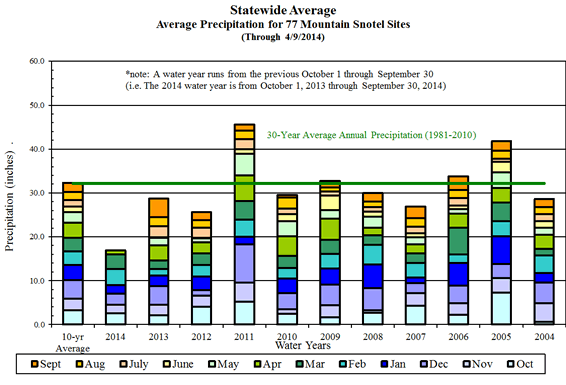 Statewide Average
Average Precipitation for 77 Mountain Snotel Sites
(Through 4/9/2014)
*note: A water year runs from the previous October 1 through September 30
(i.e. The 2014 water year is from October 1, 2013 through September 30, 2014)
30-Year Average Annual Precipitation (1981-2010)
Precipitation (inches) .
60.0
50.0
40.0
30.0
20.0
10.0
0.0
10-yr Average 2014 2013 2012 2011 2010 2009 2008 2007 2006 2005 2004
Water Years
Sept Aug July June May Apr Mar Feb Jan Dec Nov Oct